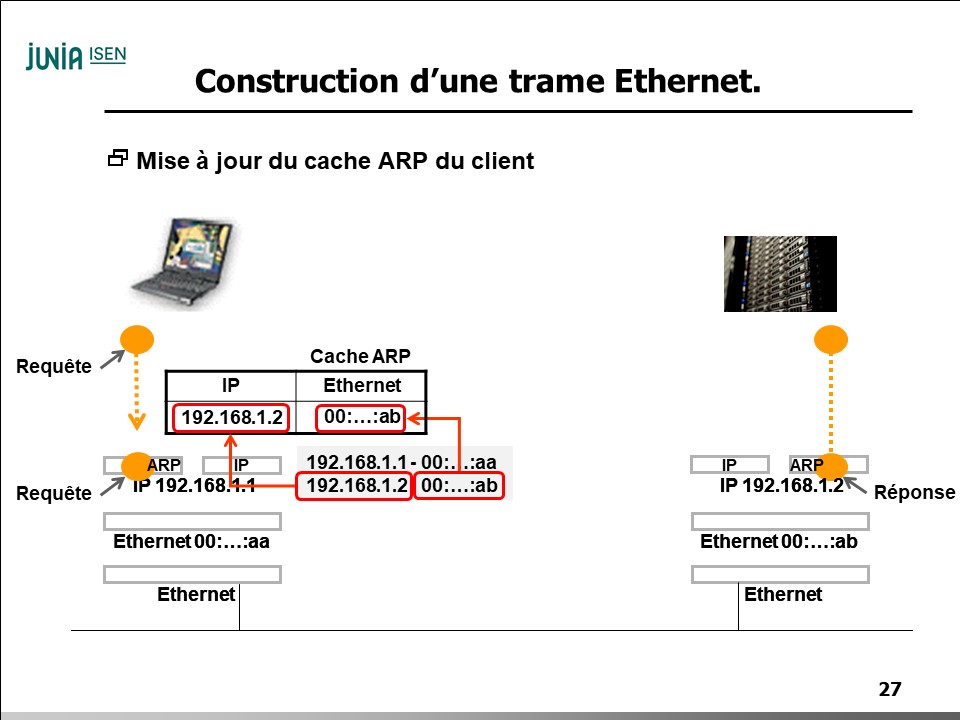 JUNIA ISEN
Construction d’une trame Ethernet.
Mise à jour du cache ARP du client
Requête
Cache ARP
IP Ethernet
192.168.1.2 00:…:ab
192.168.1.1 - 00:…:aa
192.168.1.2 00:…:ab
ARP IP
Requête
IP 192.168.1.1
Ethernet 00:…:aa
Ethernet
IP ARP
IP 192.168.1.2
Réponse
Ethernet 00:…:ab
Ethernet
27